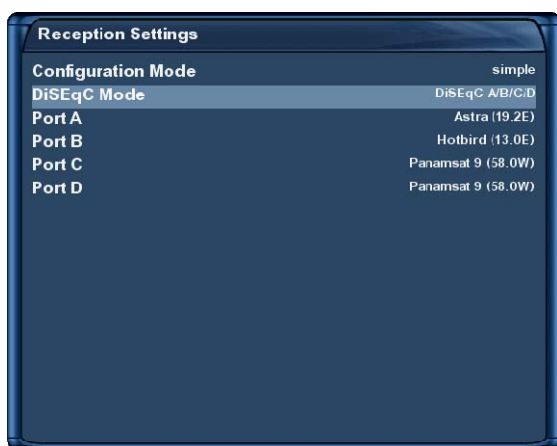 Reception Settings
Configuration Mode simple
DiSEqC Mode DiSEqC A/B/C/D
Port A Astra (19.2E)
Port B Hotbird (13.0E)
Port C Panamsat 9 (58.0W)
Port D Panamsat 9 (58.0W)